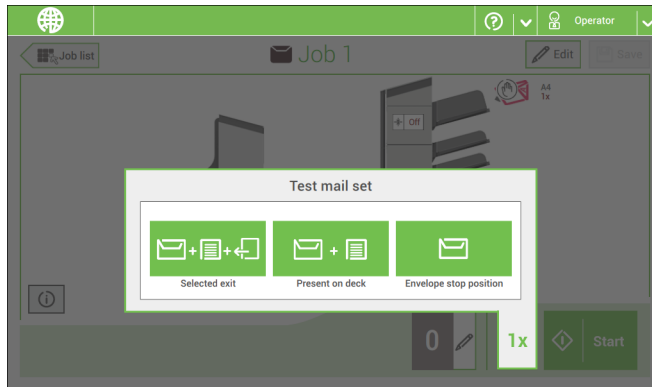 Operator
Job list
Job 1
Edit
Save
A4
1x
Off
Test mail set
+ +
+
Selected exit
Present on deck
Envelope stop position
0
1x
Start